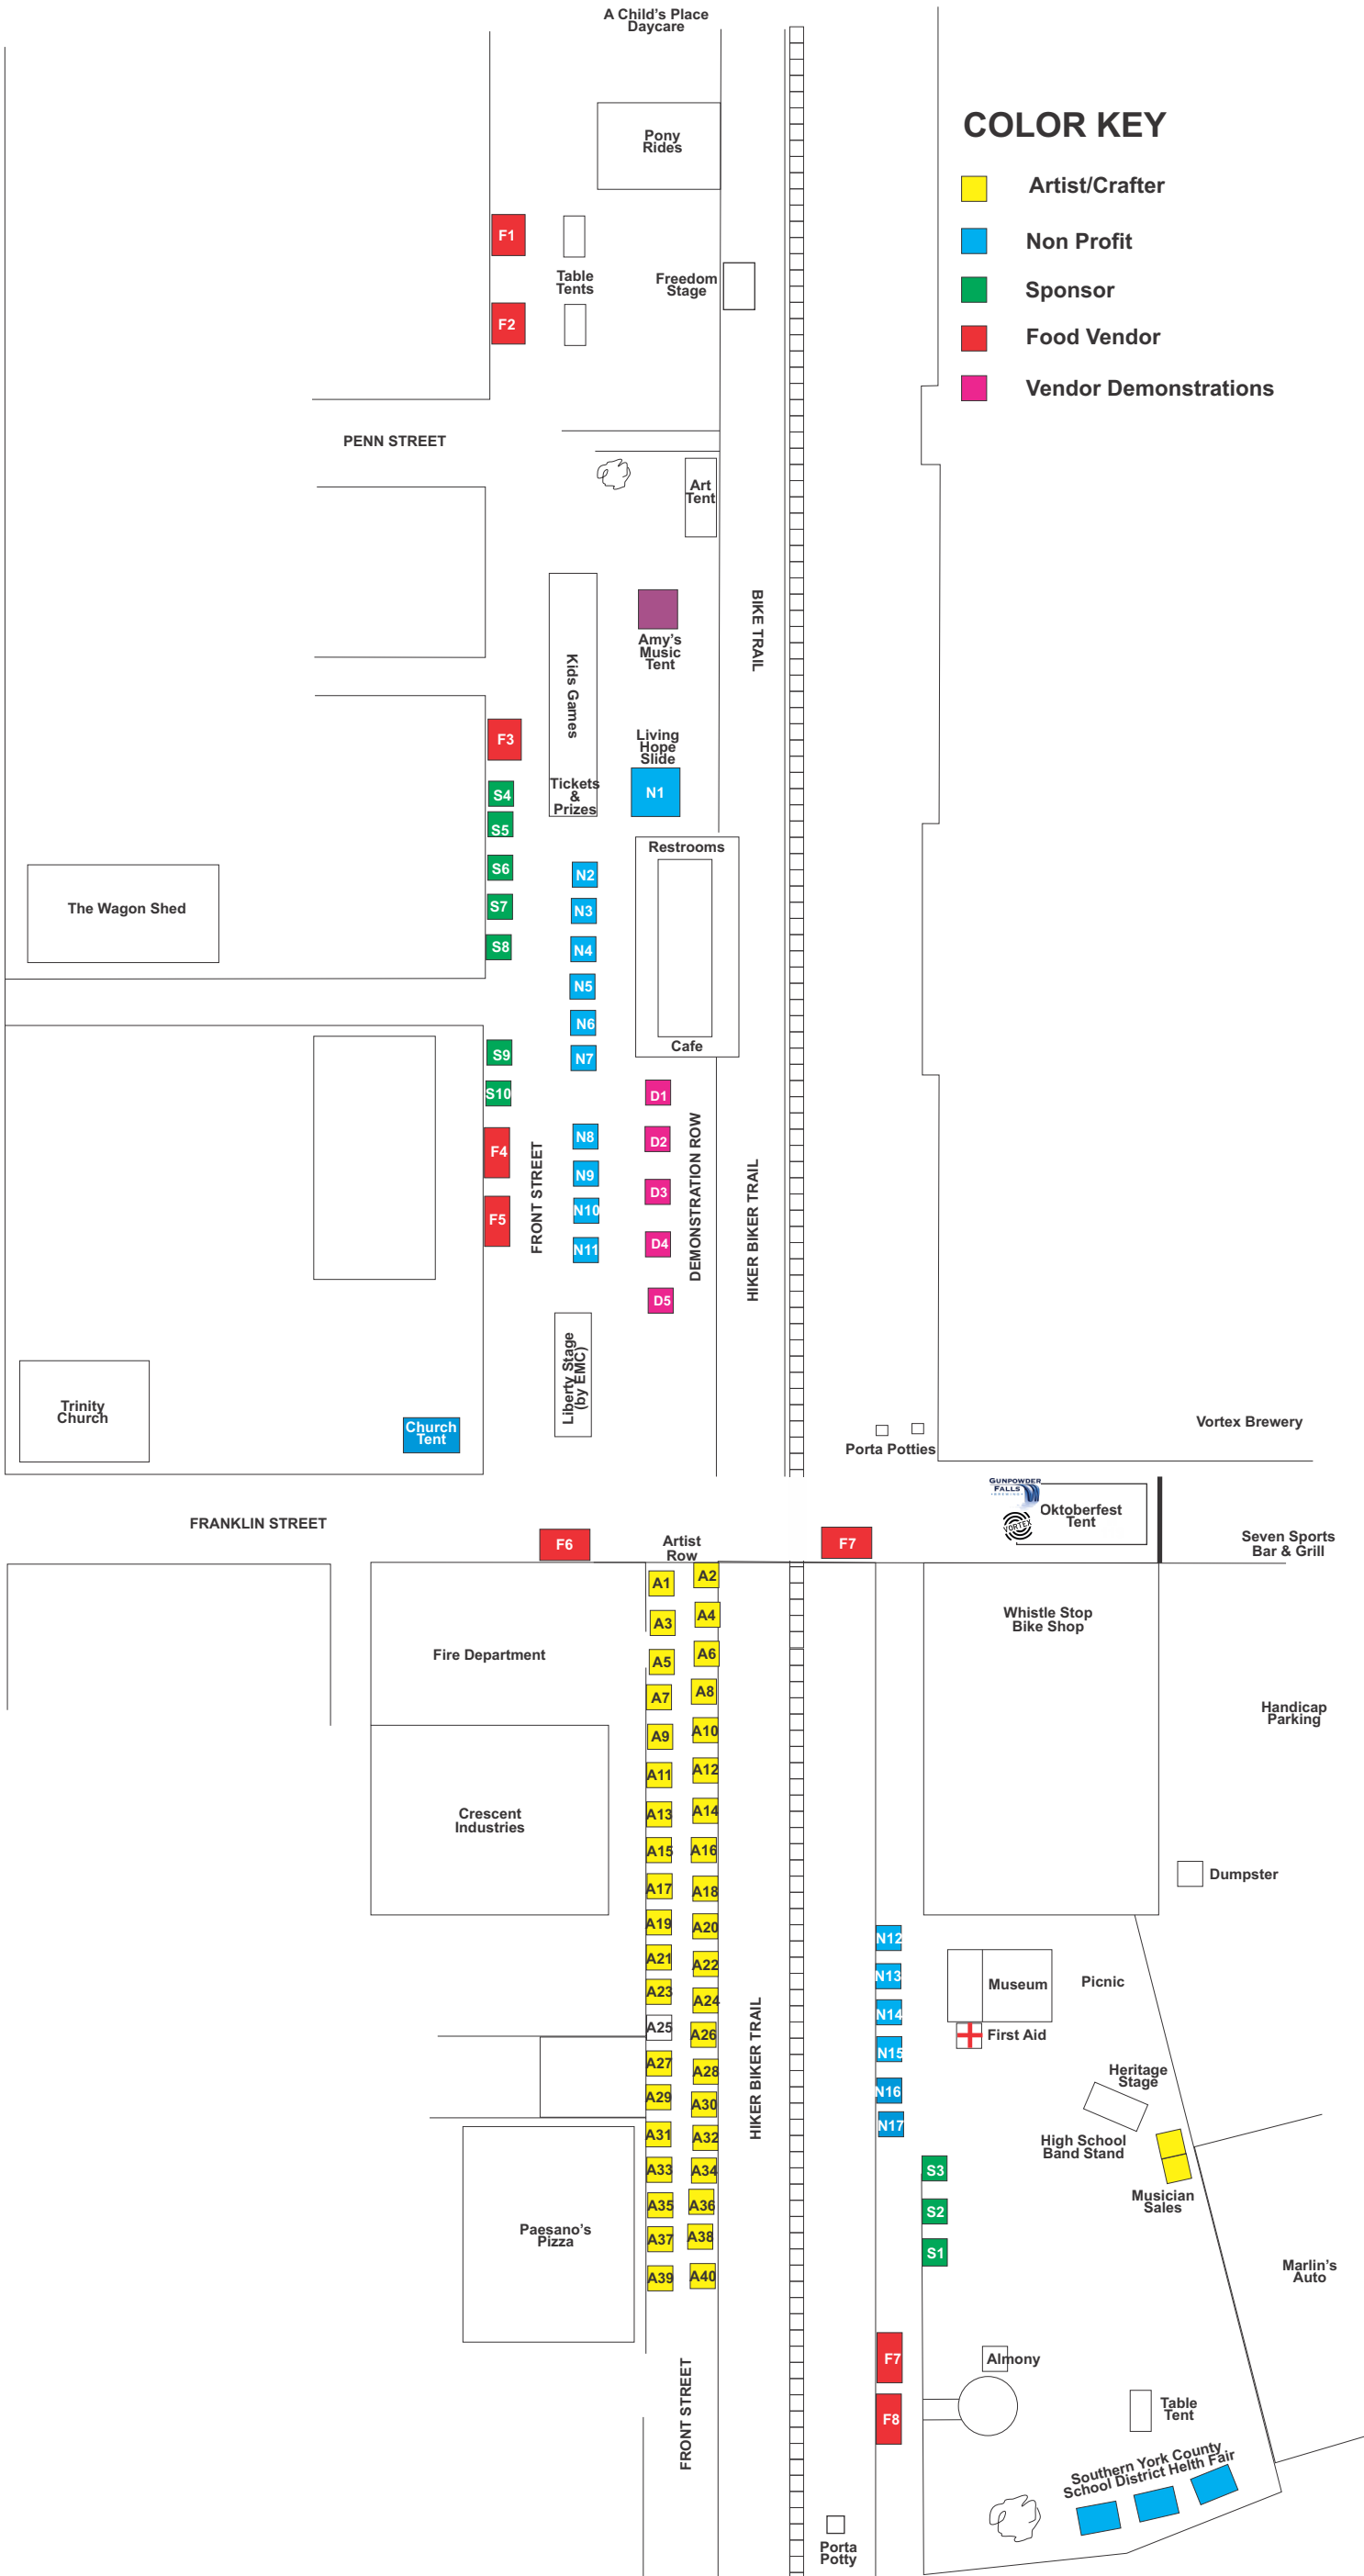 A Child's Place
Daycare
COLOR KEY
Artist/Crafter
Non Profit
Sponsor
Food Vendor
Vendor Demonstrations
Pony
Rides
F1
Table
Tents
F2
Freedom
Stage
PENN STREET
Art
Tent
Amy's
Music
Tent
BIKE TRAIL
Kids Games
Tickets
&
Prizes
Living
Hope
Slide
N1
F3
S4
S5
S6
S7
S8
The Wagon Shed
Restrooms
Cafe
N2
N3
N4
N5
N6
N7
S9
S10
F4
F5
FRONT STREET
N8
N9
N10
N11
D1
D2
D3
D4
D5
DEMONSTRATION ROW
HIKER BIKER TRAIL
Liberty Stage
(by EMC)
Trinity
Church
Church
Tent
Porta Potties
Vortex Brewery
FRANKLIN STREET
F6
Artist
Row
F7
GUNPOWDER
FALLS
VORTEX
Oktoberfest
Tent
Seven Sports
Bar & Grill
A1
A2
A3
A4
A5
A6
A7
A8
A9
A10
A11
A12
A13
A14
A15
A16
A17
A18
A19
A20
A21
A22
A23
A24
A25
A26
A27
A28
A29
A30
A31
A32
A33
A34
A35
A36
A37
A38
A39
A40
Fire Department
Crescent
Industries
Paesano's
Pizza
FRONT STREET
HIKER BIKER TRAIL
Whistle Stop
Bike Shop
Handicap
Parking
Dumpster
N12
N13
N14
N15
N16
N17
Museum
Picnic
First Aid
Heritage
Stage
High School
Band Stand
Musician
Sales
S3
S2
S1
Marlin's
Auto
F7
F8
Almony
Table
Tent
Southern York County
School District Helth Fair
Porta
Potty